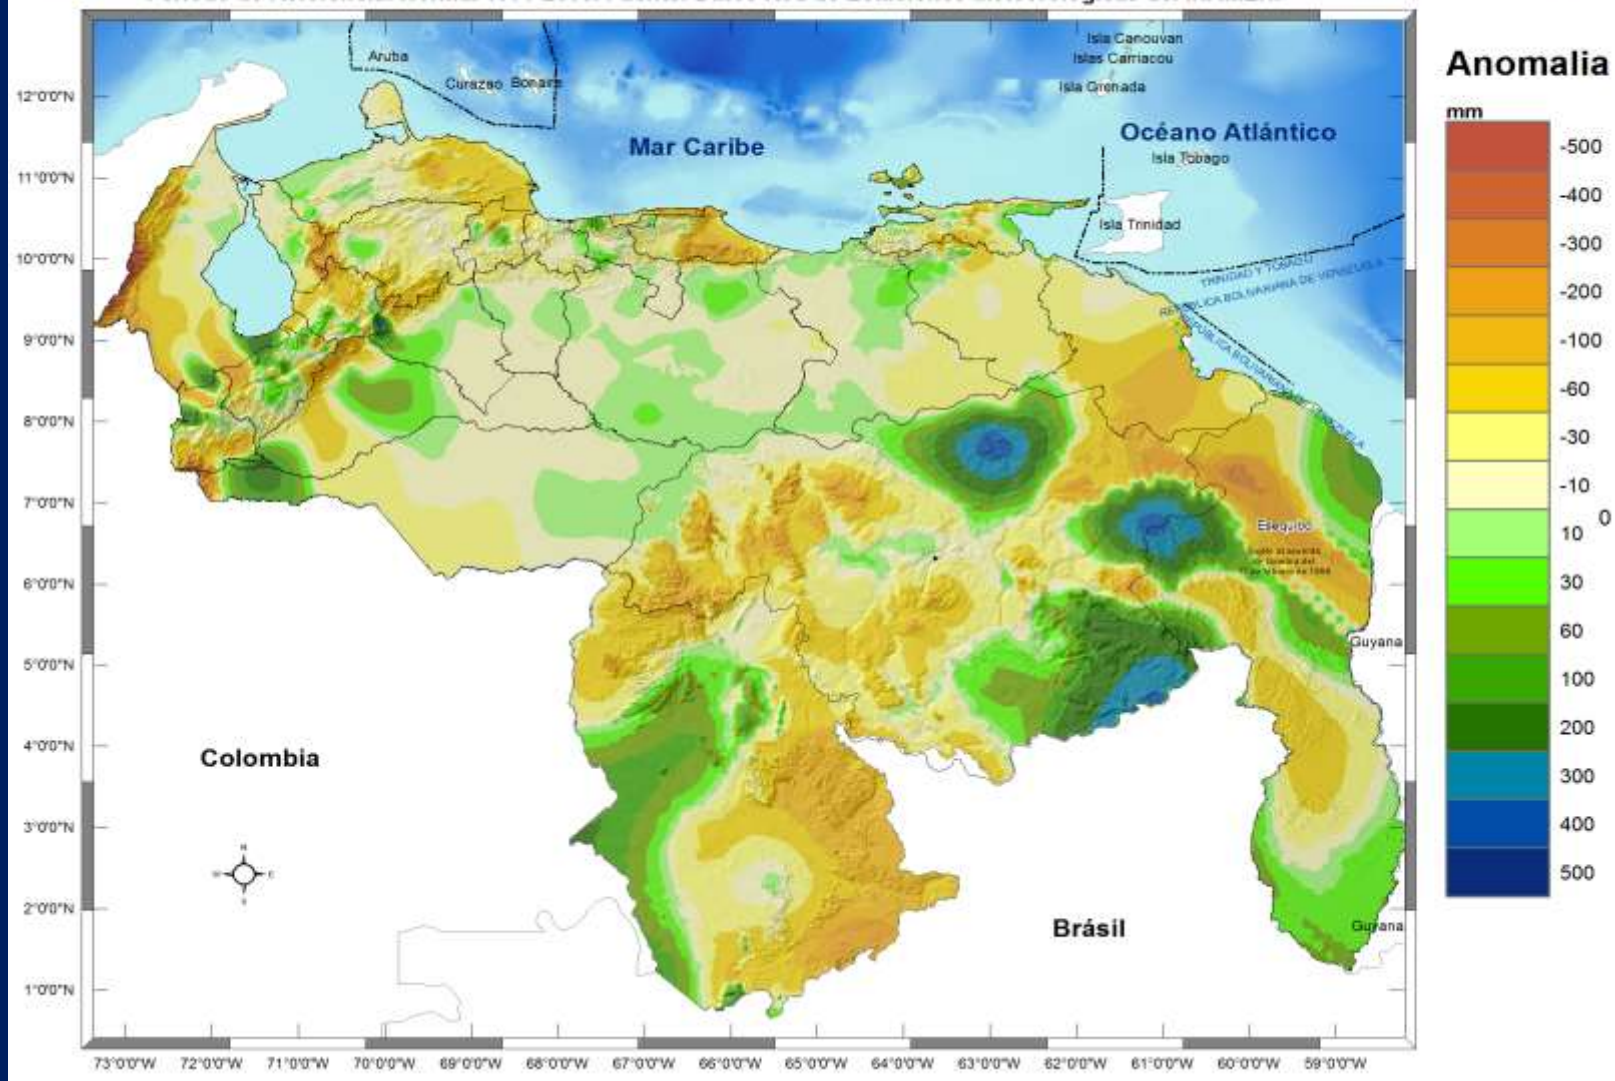 Anomalia
mm
-500
-400
-300
-200
-100
-60
-30
-10
0
10
30
60
100
200
300
400
500
Aruba
Curazao Bonaire
Isla Canouvan
Islas Carriacou
Isla Grenada
Mar Caribe
Océano Atlántico
Isla Tobago
Isla Trinidad
TRINIDAD Y TOBAGO
REPÚBLICA BOLIVARIANA DE VENEZUELA
Esequibo
Guyana
Colombia
Brásil
Guyana
N
W
E
S
12°0'0"N
11°0'0"N
10°0'0"N
9°0'0"N
8°0'0"N
7°0'0"N
6°0'0"N
5°0'0"N
4°0'0"N
3°0'0"N
2°0'0"N
1°0'0"N
73°0'0"W 72°0'0"W 71°0'0"W 70°0'0"W 69°0'0"W 68°0'0"W 67°0'0"W 66°0'0"W 65°0'0"W 64°0'0"W 63°0'0"W 62°0'0"W 61°0'0"W 60°0'0"W 59°0'0"W